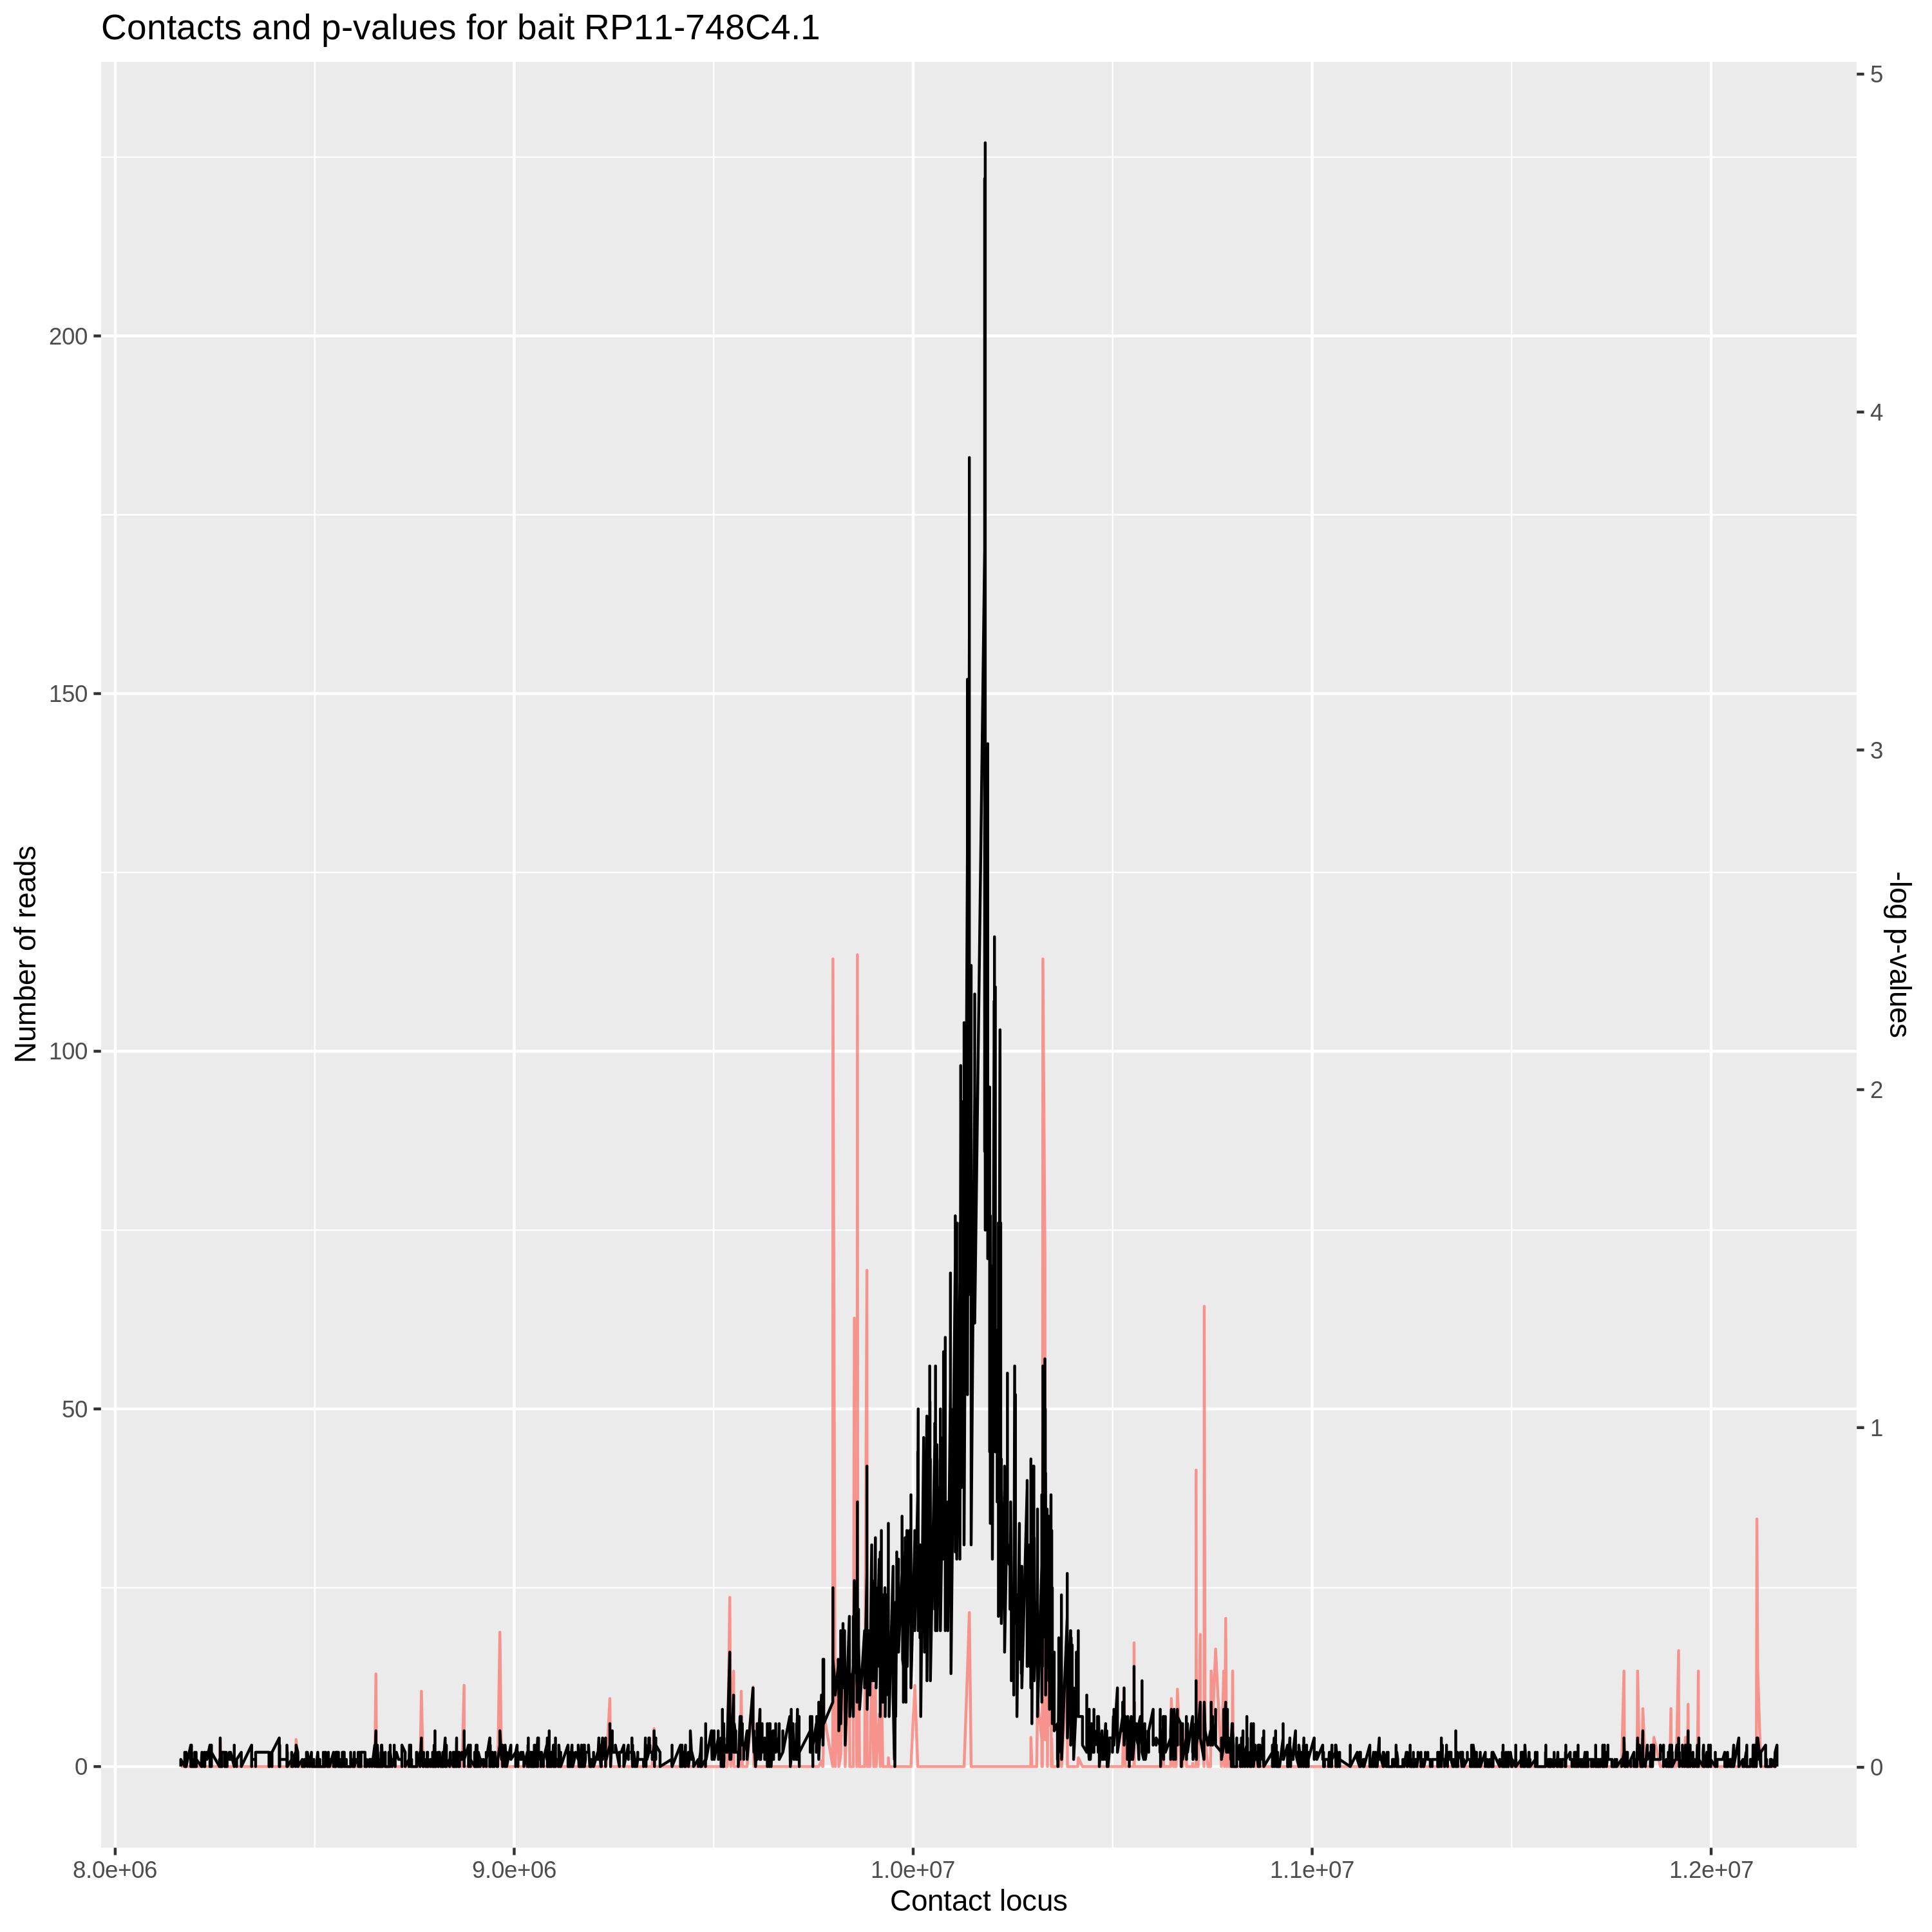 Contacts and p-values for bait RP11-748C4.1
5
4
3
2
1
0
200
150
100
50
0
Number of reads
-log p-values
8.0e+06 9.0e+06 1.0e+07 1.1e+07 1.2e+07
Contact locus